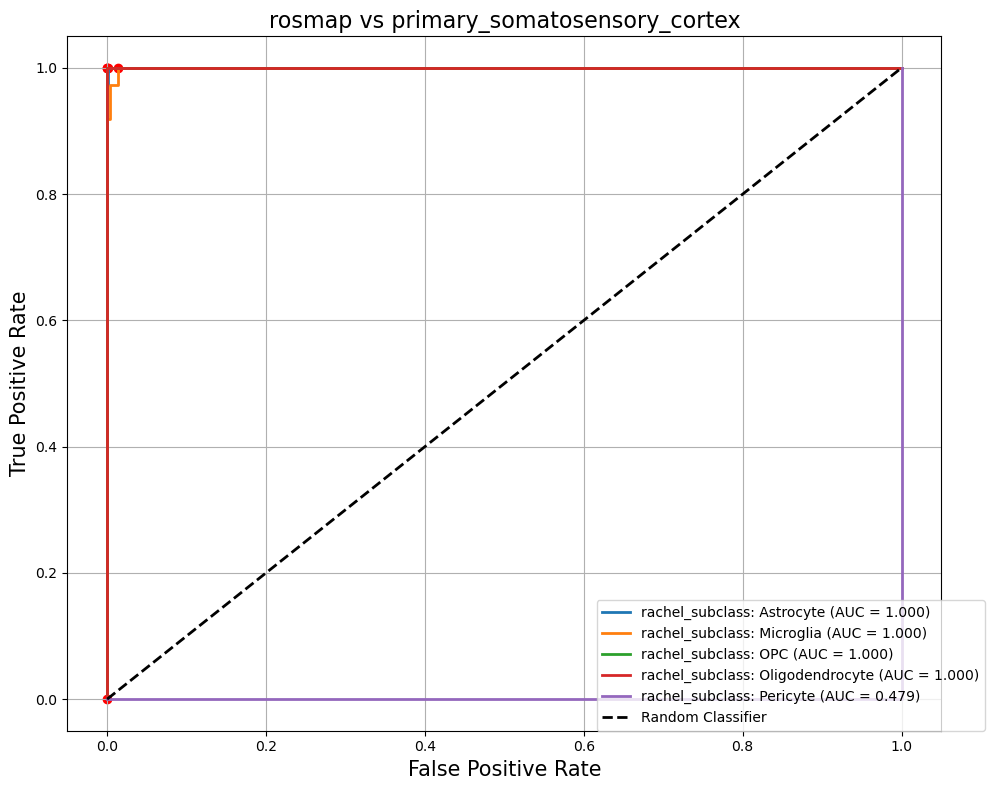 rosmap vs primary_somatosensory_cortex
True Positive Rate
1.0
0.8
0.6
0.4
0.2
0.0
rachel_subclass: Astrocyte (AUC = 1.000)
rachel_subclass: Microglia (AUC = 1.000)
rachel_subclass: OPC (AUC = 1.000)
rachel_subclass: Oligodendrocyte (AUC = 1.000)
rachel_subclass: Pericyte (AUC = 0.479)
Random Classifier
0.0 0.2 0.4 0.6 0.8 1.0
False Positive Rate